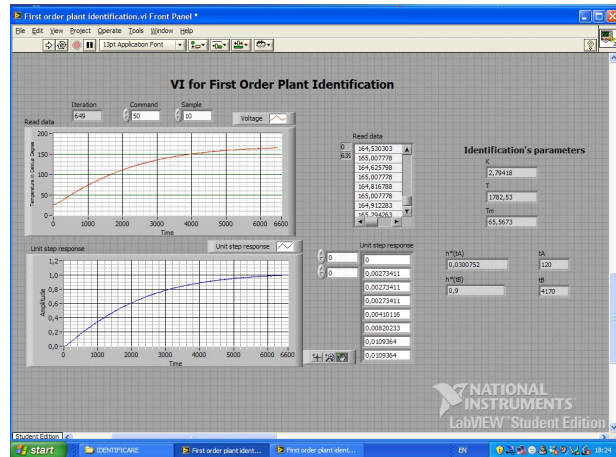 First order plant identification.vi Front Panel *
File Edit View Project Operate Tools Window Help
13pt Application Font
VI for First Order Plant Identification
Iteration
649
Command
50
Sample
10
Read data
Voltage
Temperature in Celsius Degree
200
150
100
50
0
0 1000 2000 3000 4000 5000 6000 6600
Time
Read data
0
639
164,530303
165,007778
164,625798
165,007778
164,816788
165,007778
164,912283
165,294263
Identification's parameters
K
2,79418
T
1782,53
Tm
65,5673
h*(tA)
0,0300752
tA
120
h*(tB)
0,9
tB
4170
Unit step response
Unit step response
Amplitude
1,2
1,0
0,8
0,6
0,4
0,2
0,0
0 1000 2000 3000 4000 5000 6000 6600
Time
Unit step response
0
0
0
0,00273411
0,00273411
0,00273411
0,00410116
0,00820233
0,0109364
0,0109364
NATIONAL
INSTRUMENTS
LabVIEW Student Edition
Student Edition
start
IDENTIFICARE
First order plant ident...
First order plant ident...
EN
18:24